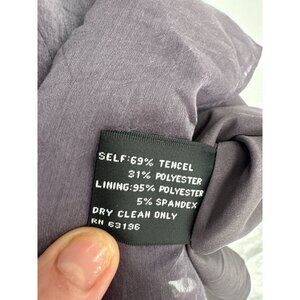 SELF:69% TENCEL
31% POLYESTER
LINING:95% POLYESTER
5% SPANDEX
DRY CLEAN ONLY
RN 63196